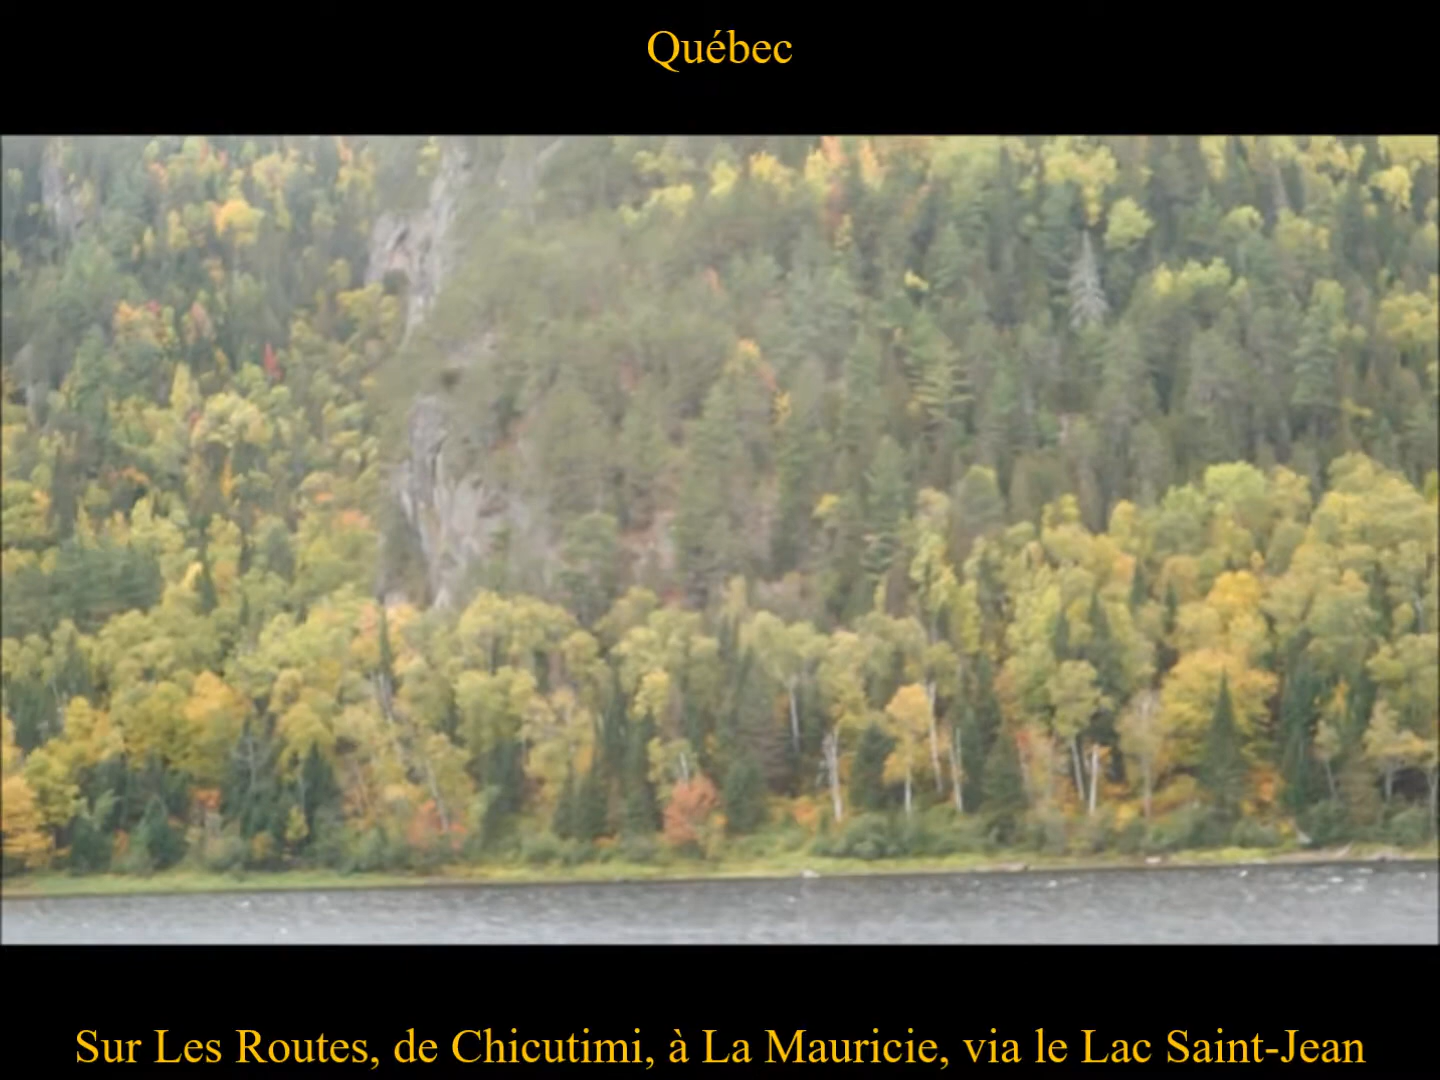 Québec
Sur Les Routes, de Chicutimi, à La Mauricie, via le Lac Saint-Jean